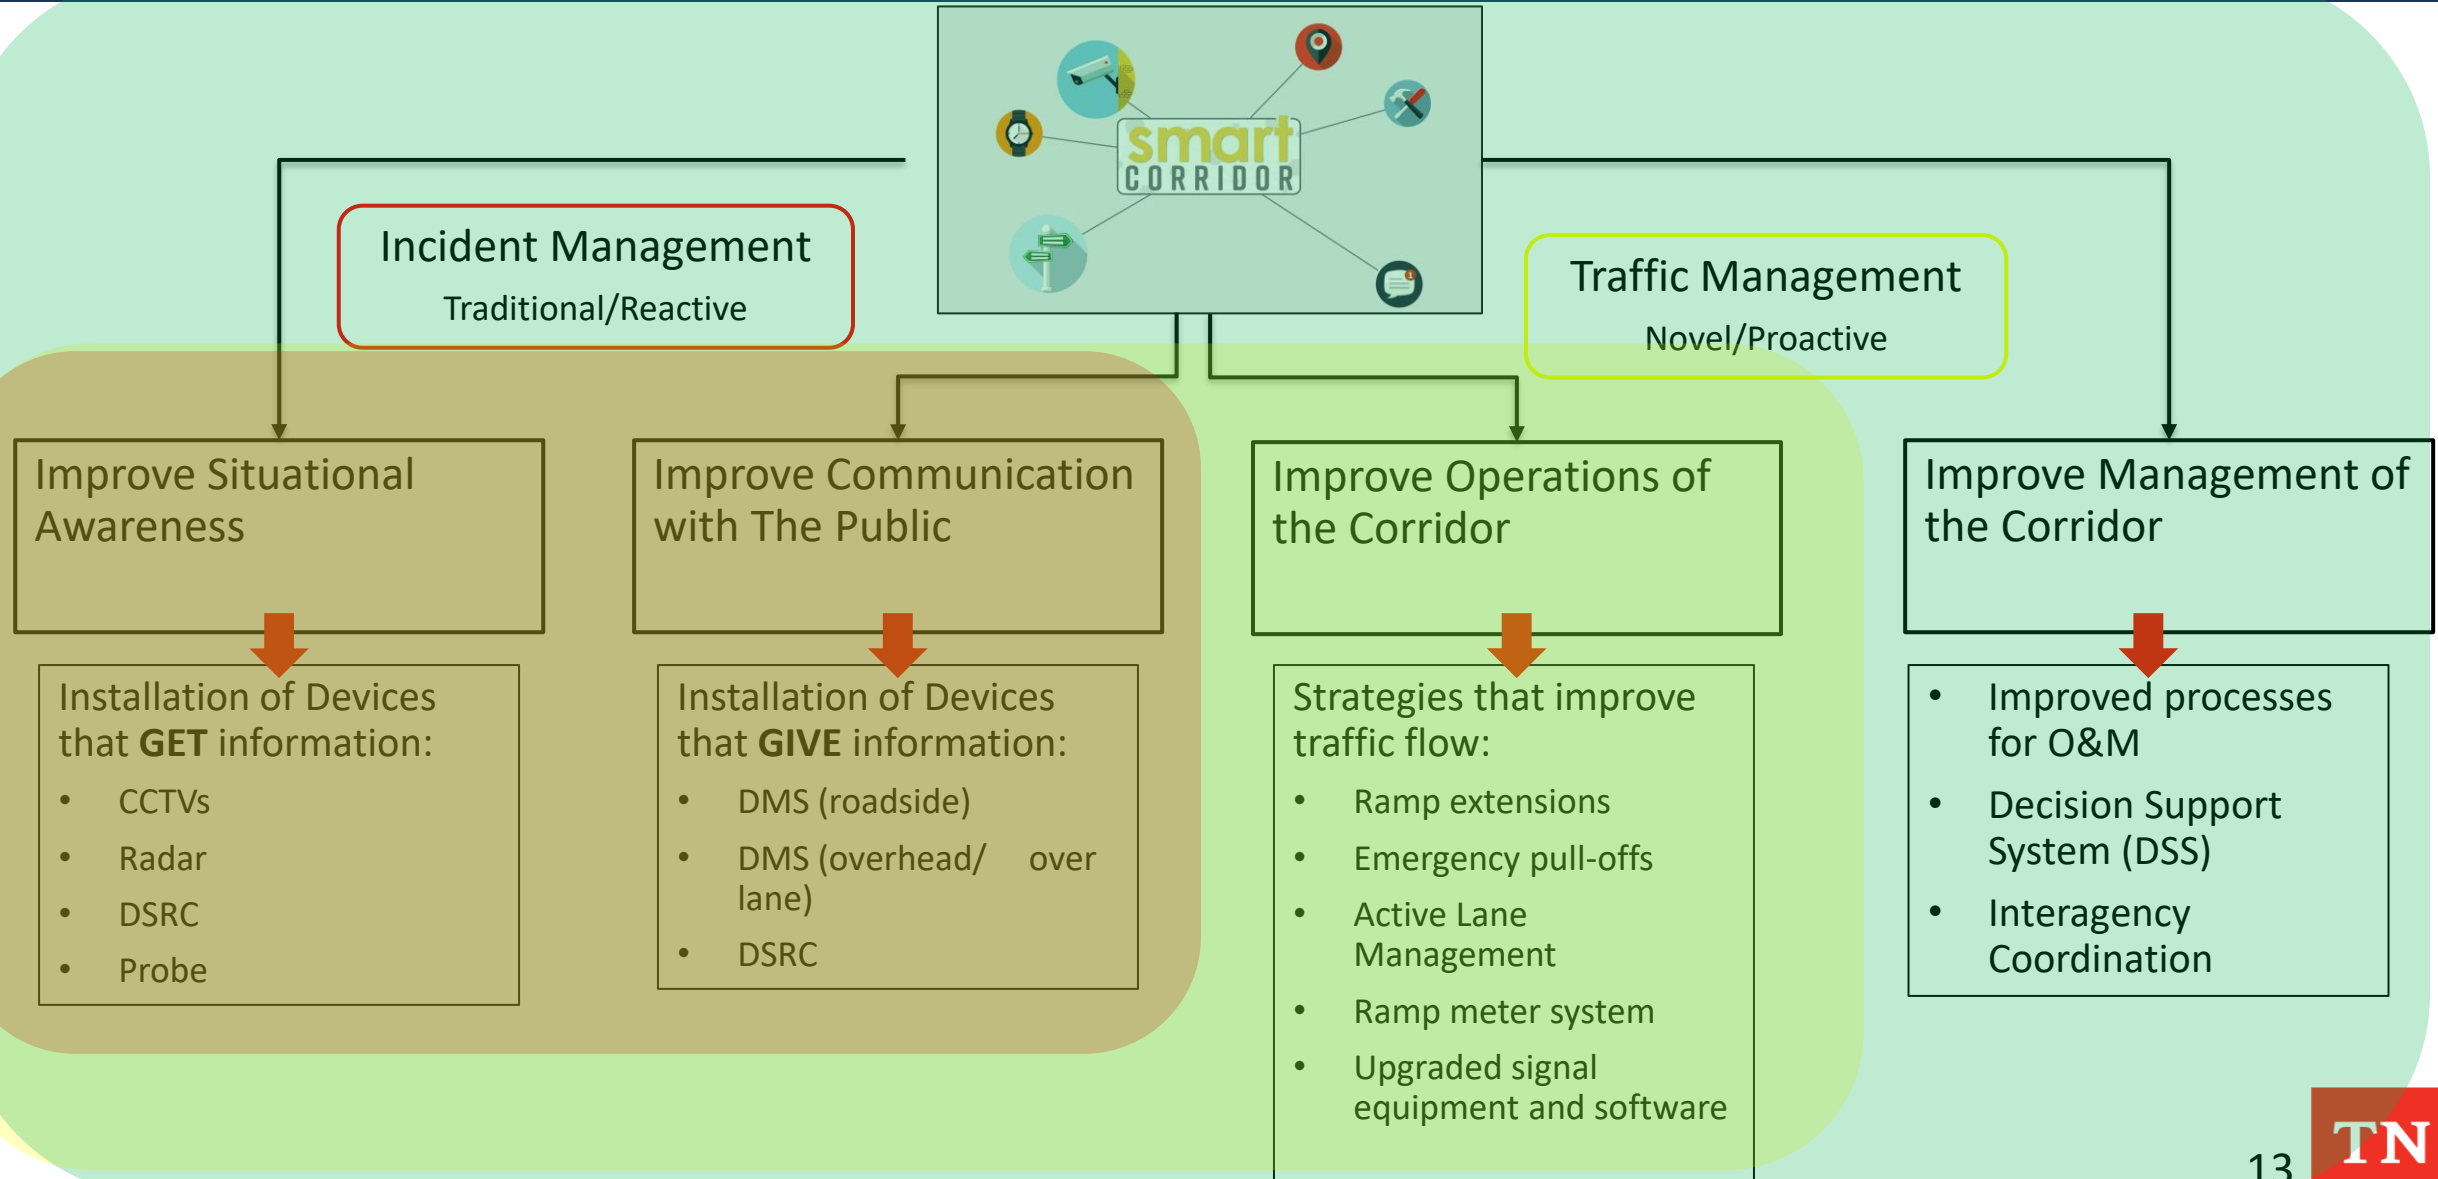 smart
CORRIDOR
Incident Management
Traditional/Reactive
Traffic Management
Novel/Proactive
Improve Situational
Awareness
Installation of Devices
that GET information:
• CCTVs
• Radar
• DSRC
• Probe
Improve Communication
with The Public
Installation of Devices
that GIVE information:
• DMS (roadside)
• DMS (overhead/ over
lane)
• DSRC
Improve Operations of
the Corridor
Strategies that improve
traffic flow:
• Ramp extensions
• Emergency pull-offs
• Active Lane
Management
• Ramp meter system
• Upgraded signal
equipment and software
Improve Management of
the Corridor
• Improved processes
for O&M
• Decision Support
System (DSS)
• Interagency
Coordination
13
TN